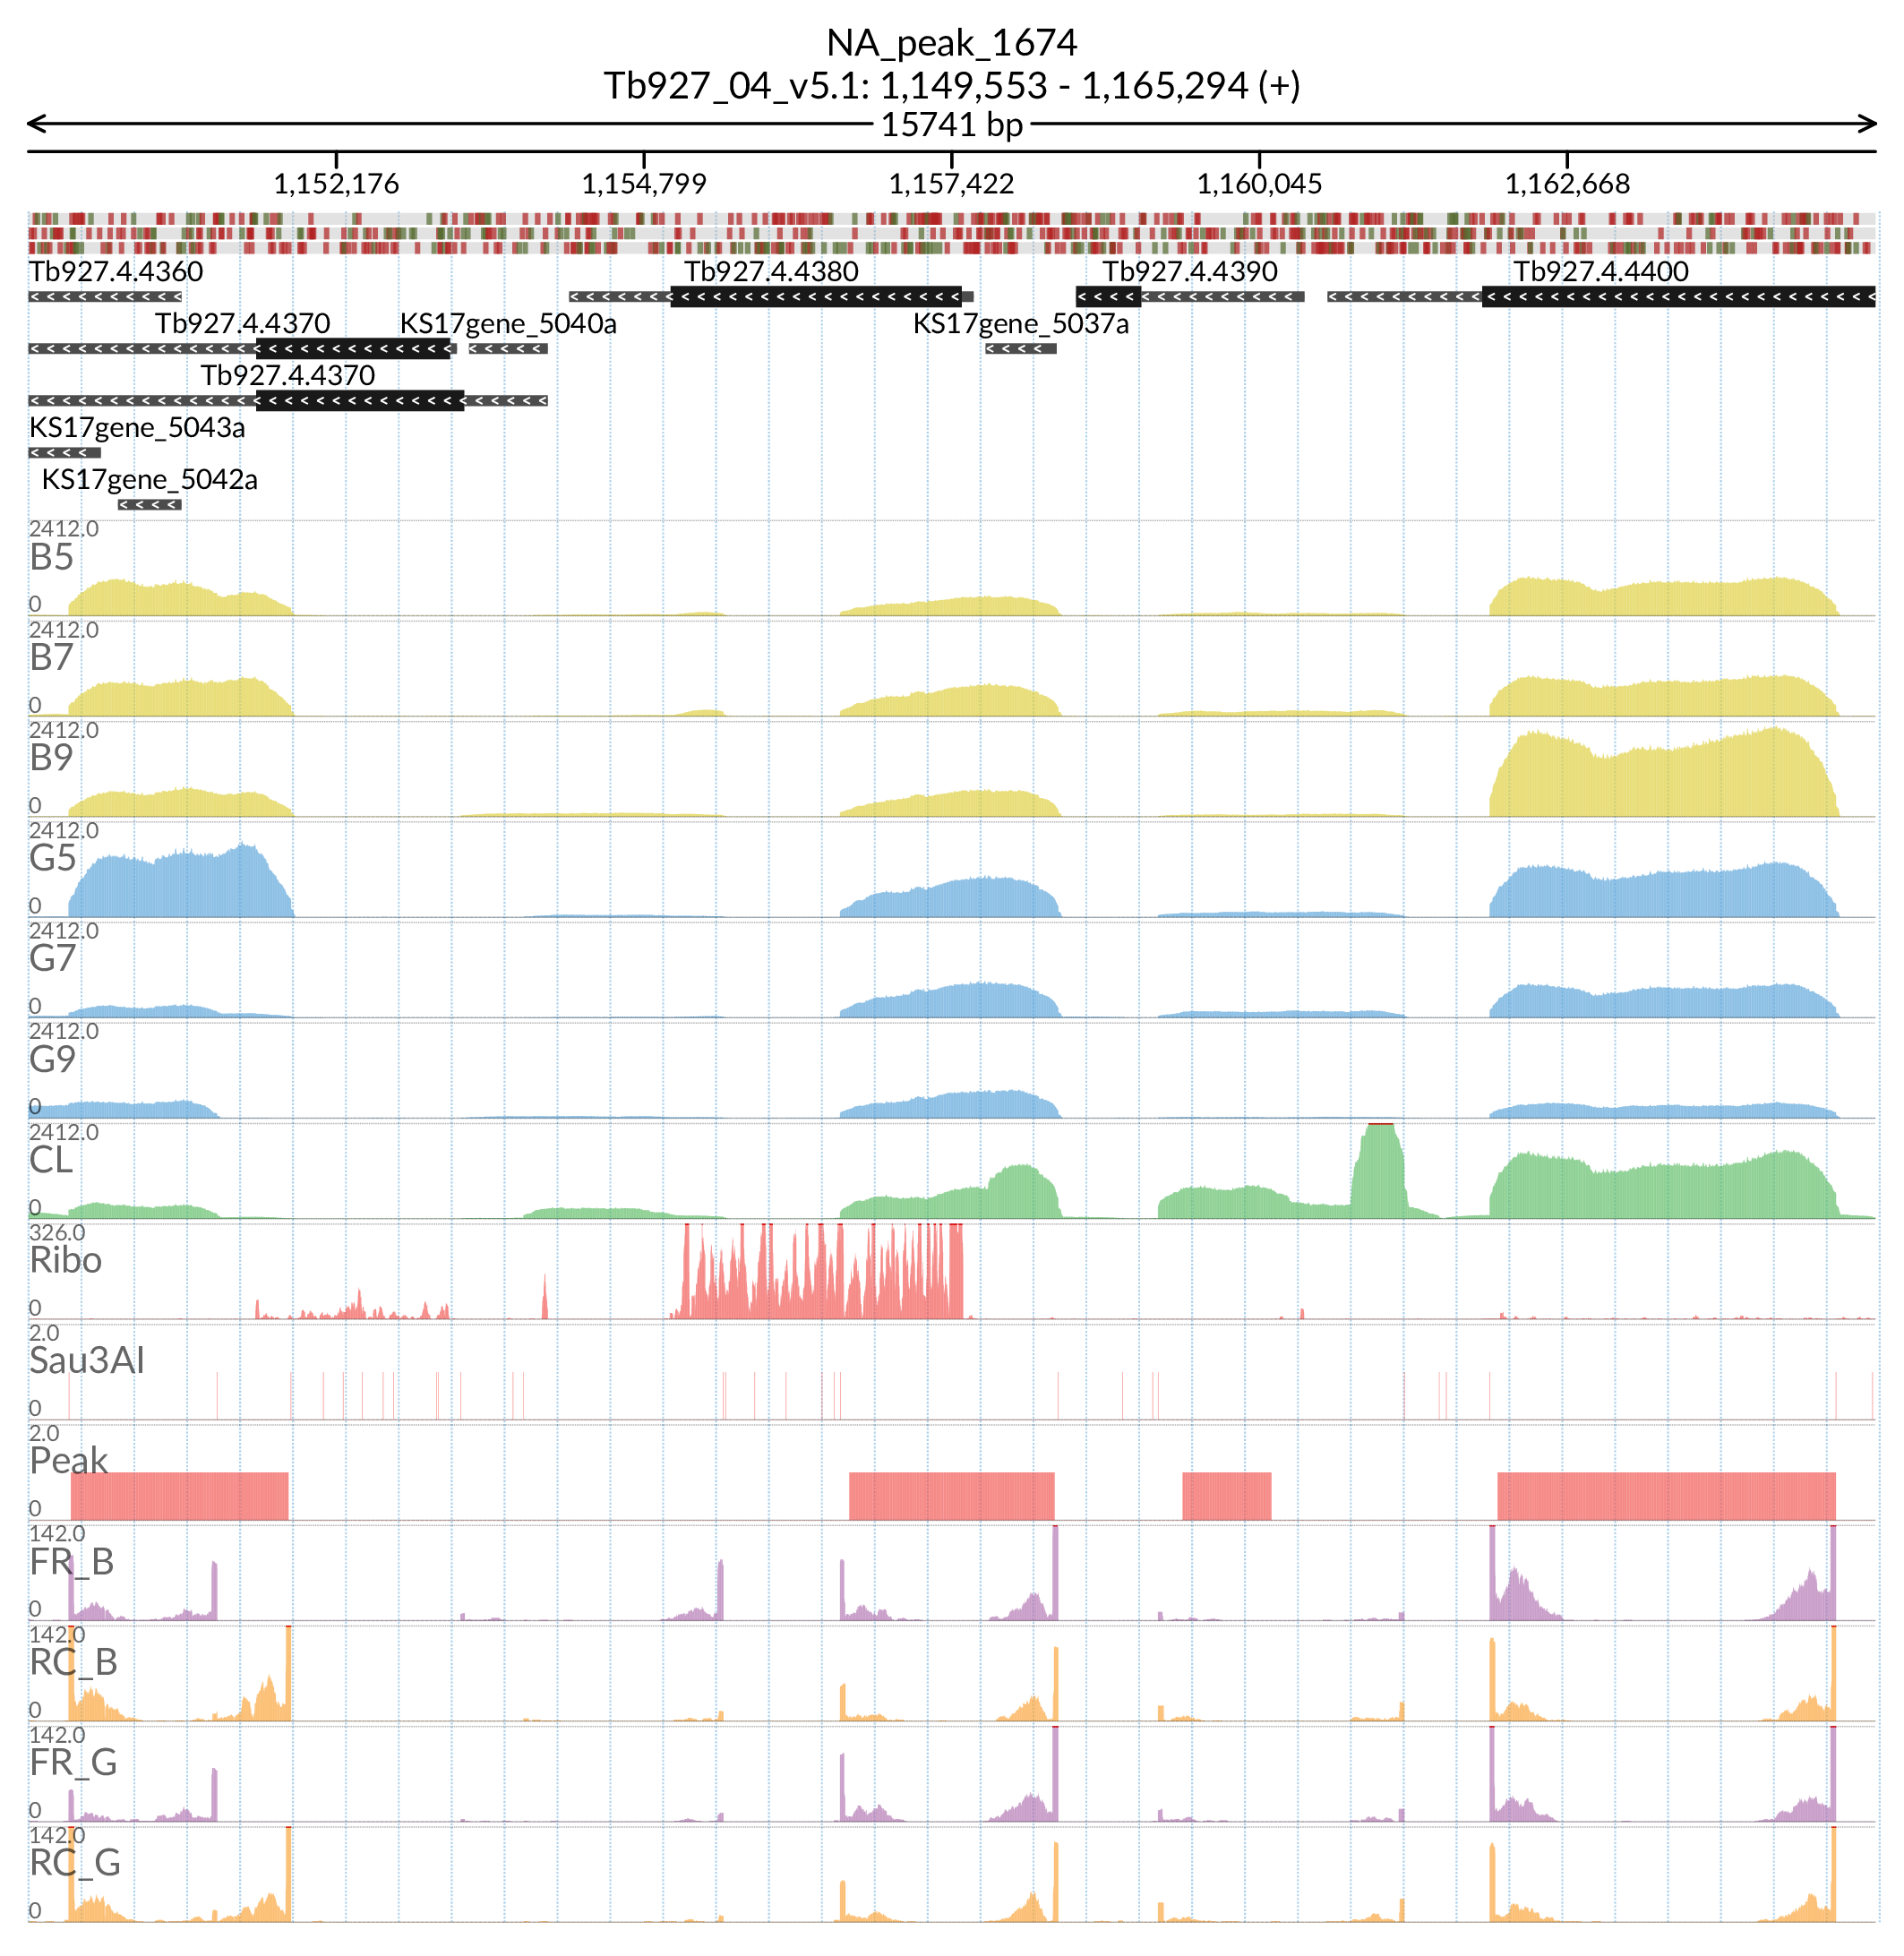 NA_peak_1674
Tb927_04_v5.1: 1,149,553 - 1,165,294 (+)
15741 bp
1,152,176 1,154,799 1,157,422 1,160,045 1,162,668
Tb927.4.4360 Tb927.4.4380 Tb927.4.4390 Tb927.4.4400
Tb927.4.4370 KS17gene_5040a KS17gene_5037a
Tb927.4.4370
KS17gene_5043a
KS17gene_5042a
2412.0
B5
0
2412.0
B7
0
2412.0
B9
0
2412.0
G5
0
2412.0
G7
0
2412.0
G9
0
2412.0
CL
0
326.0
Ribo
0
2.0
Sau3AI
0
2.0
Peak
0
142.0
FR_B
0
142.0
RC_B
0
142.0
FR_G
0
142.0
RC_G
0